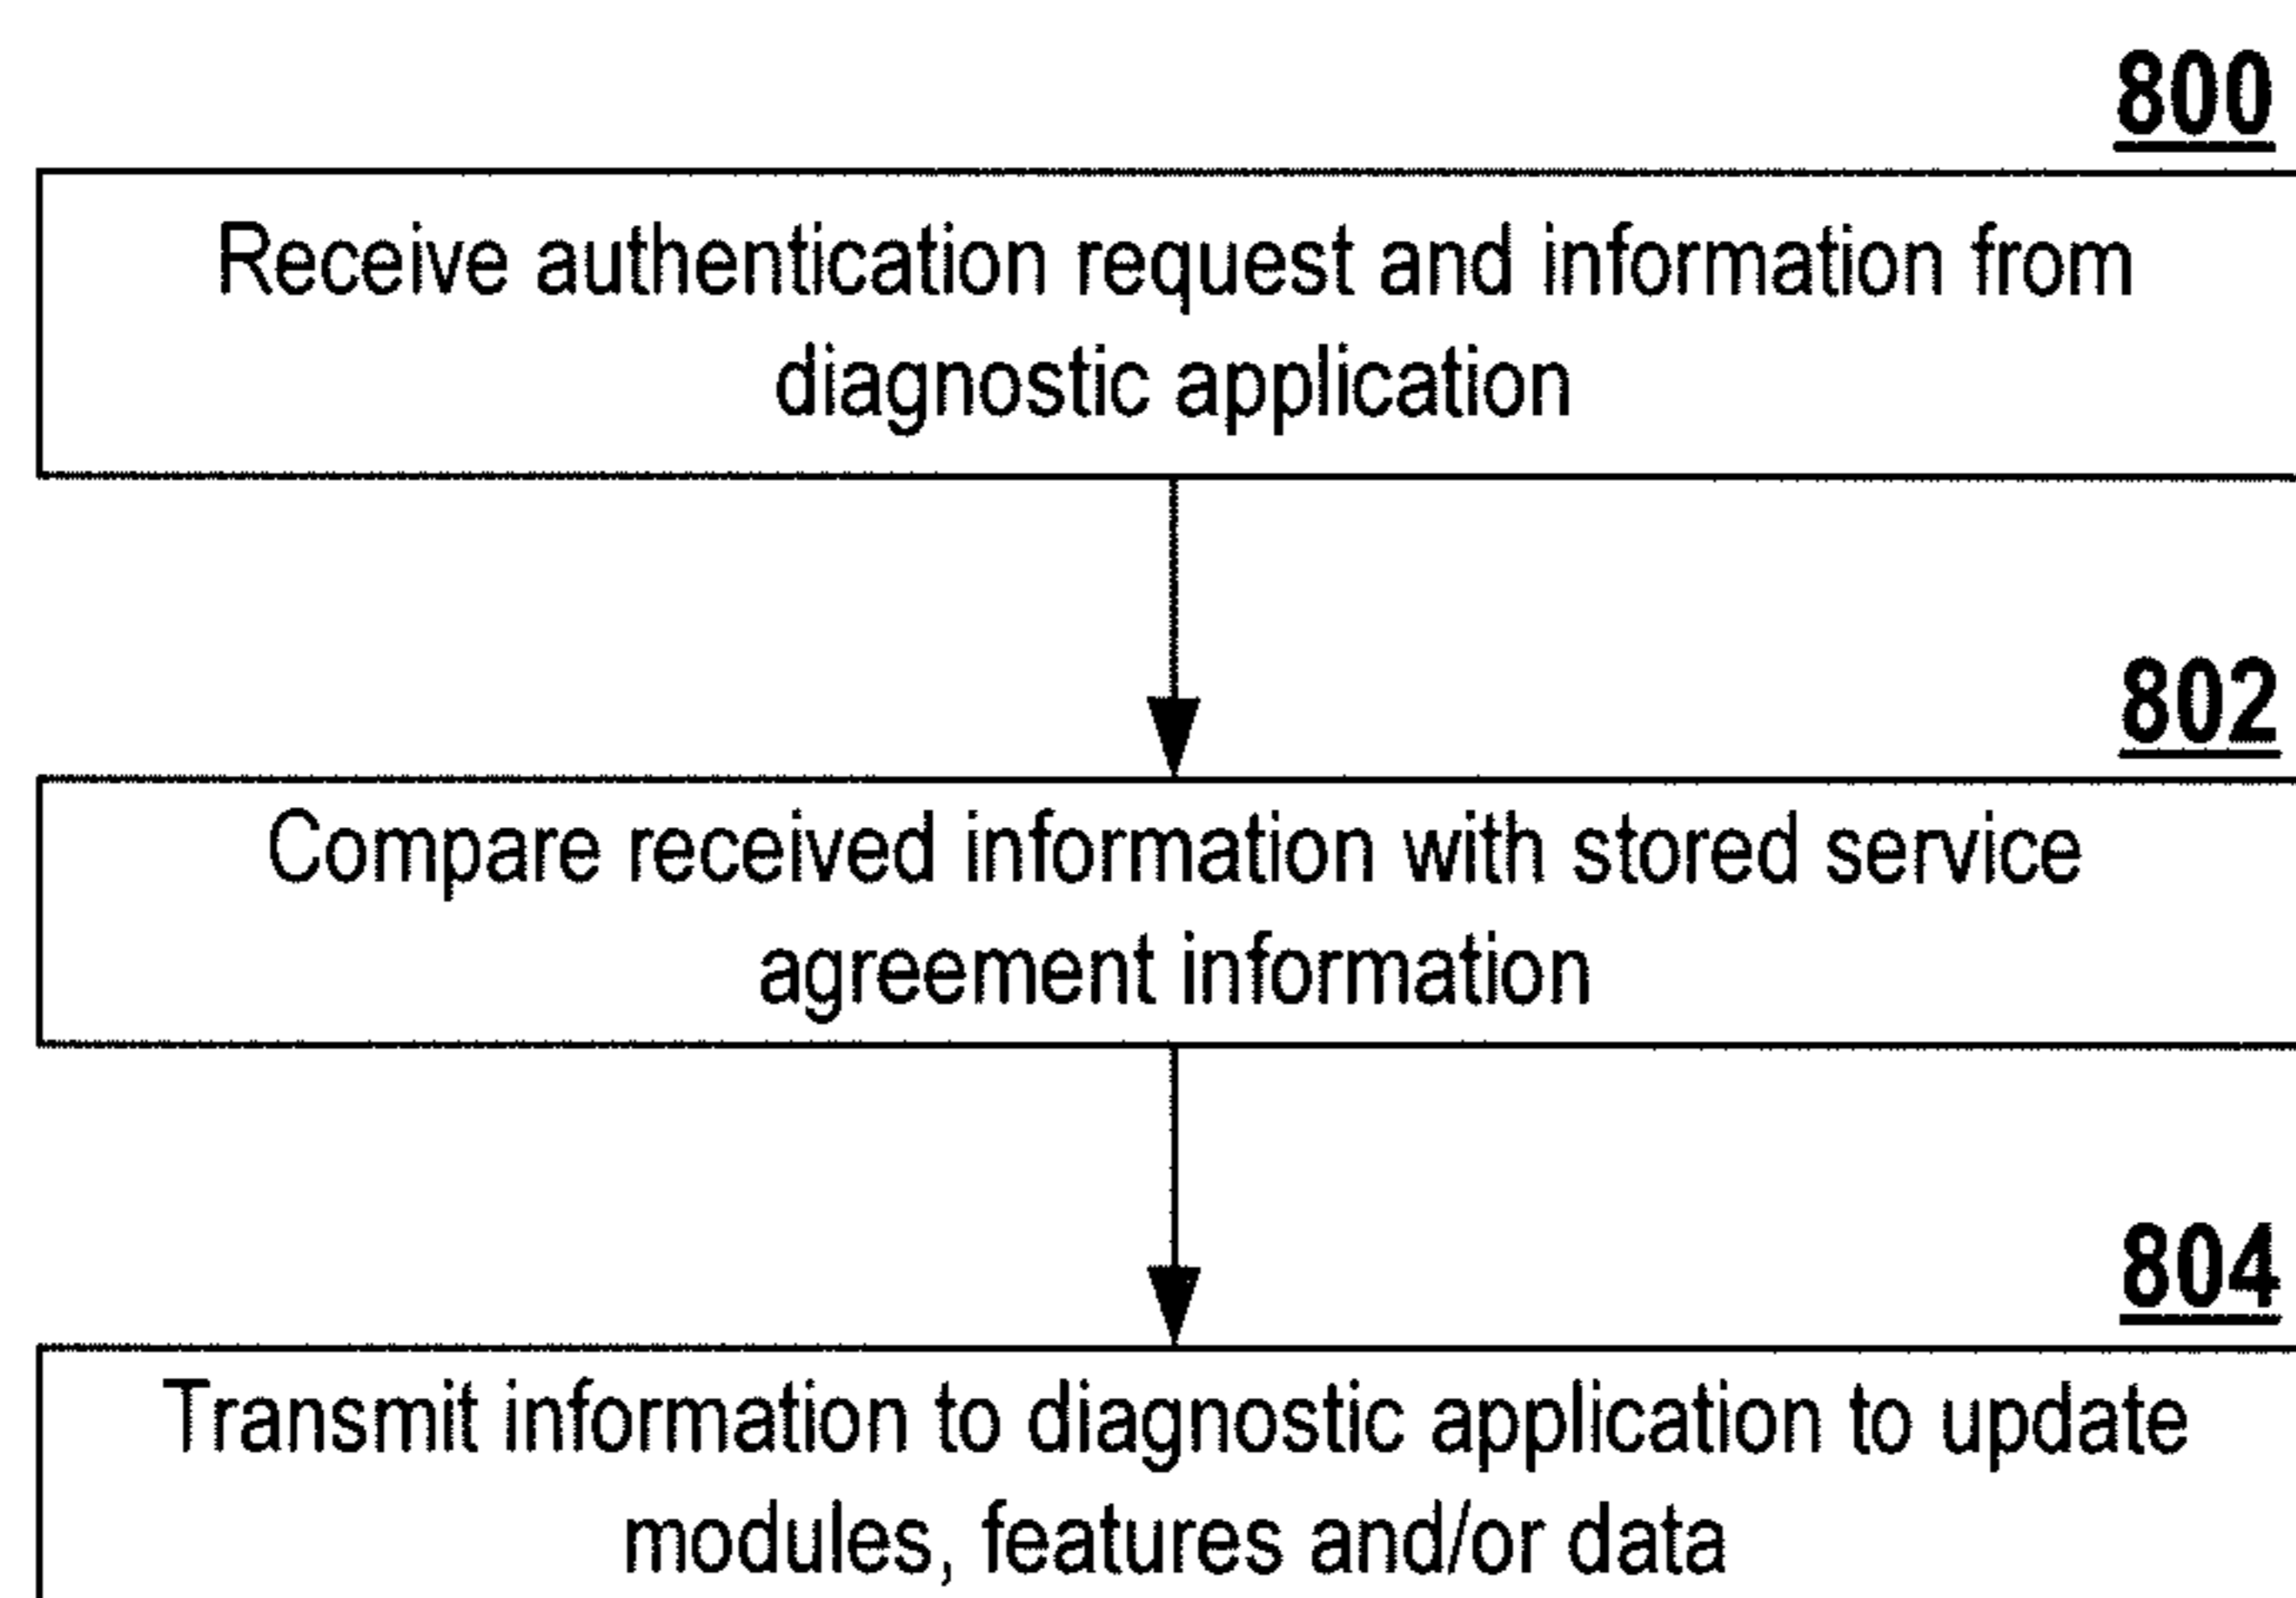 800
Receive authentication request and information from
diagnostic application
802
Compare received information with stored service
agreement information
804
Transmit information to diagnostic application to update
modules, features and/or data